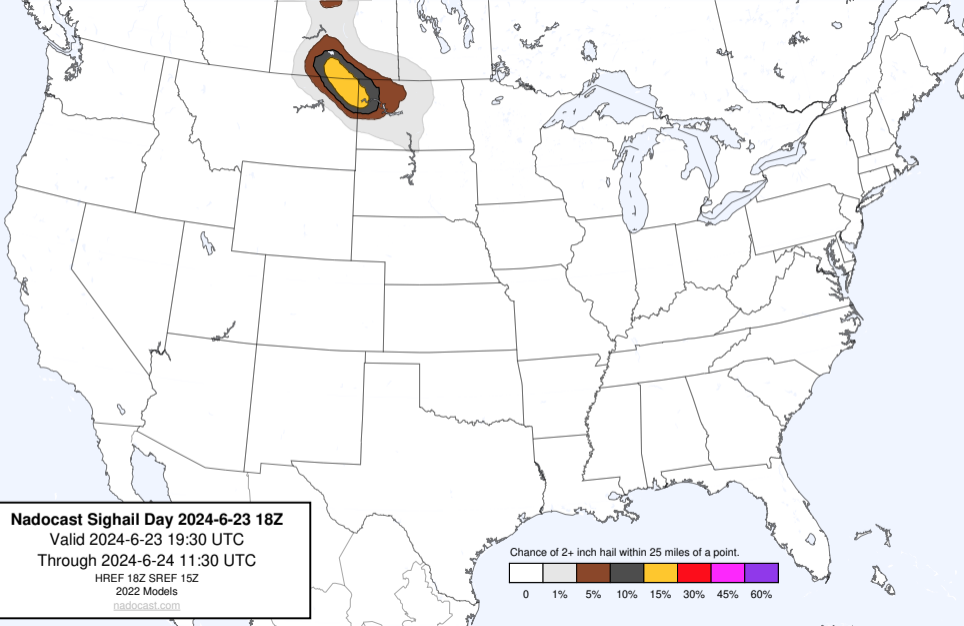 Nadocast Sighail Day 2024-6-23 18Z
Valid 2024-6-23 19:30 UTC
Through 2024-6-24 11:30 UTC
HREF 18Z SREF 15Z
2022 Models
nadocast.com
Chance of 2+ inch hail within 25 miles of a point.
0 1% 5% 10% 15% 30% 45% 60%